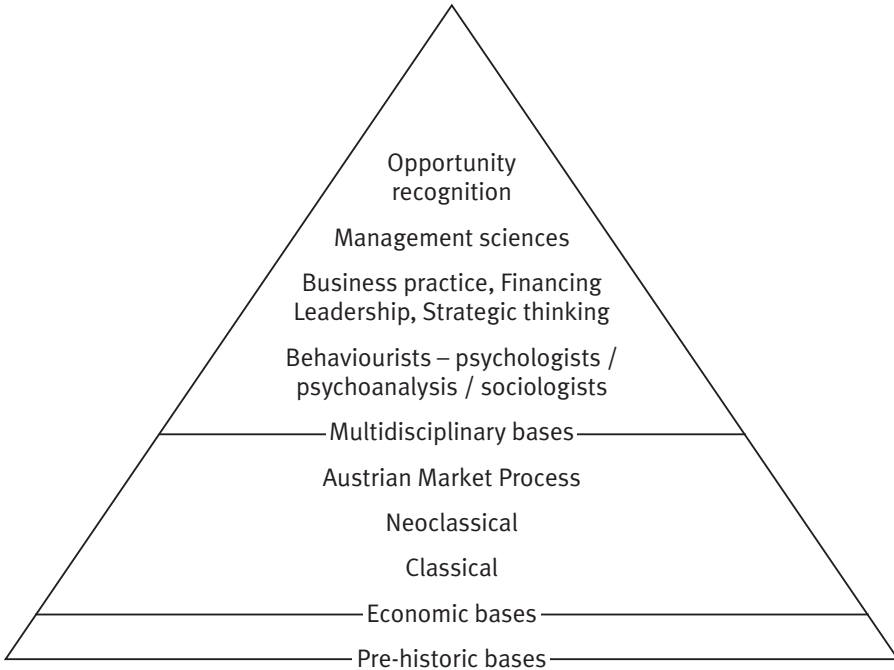 Opportunity
recognition
Management sciences
Business practice, Financing
Leadership, Strategic thinking
Behaviourists – psychologists /
psychoanalysis / sociologists
Multidisciplinary bases
Austrian Market Process
Neoclassical
Classical
Economic bases
Pre-historic bases